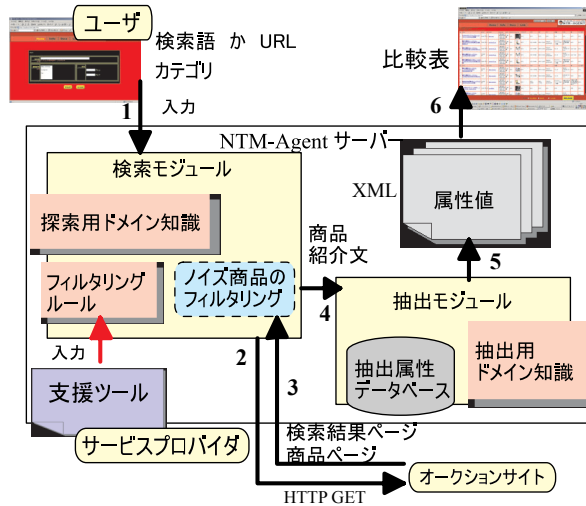 ユーザ
検索語 か URL
カテゴリ
比較表
1
入力
6
NTM-Agent サーバー
検索モジュール
XML
属性値
探索用ドメイン知識
商品
紹介文
5
フィルタリング
ルール
ノイズ商品の
フィルタリング
4
抽出モジュール
入力
2
3
抽出属性
データベース
抽出用
ドメイン知識
支援ツール
サービスプロバイダ
検索結果ページ
商品ページ
オークションサイト
HTTP GET